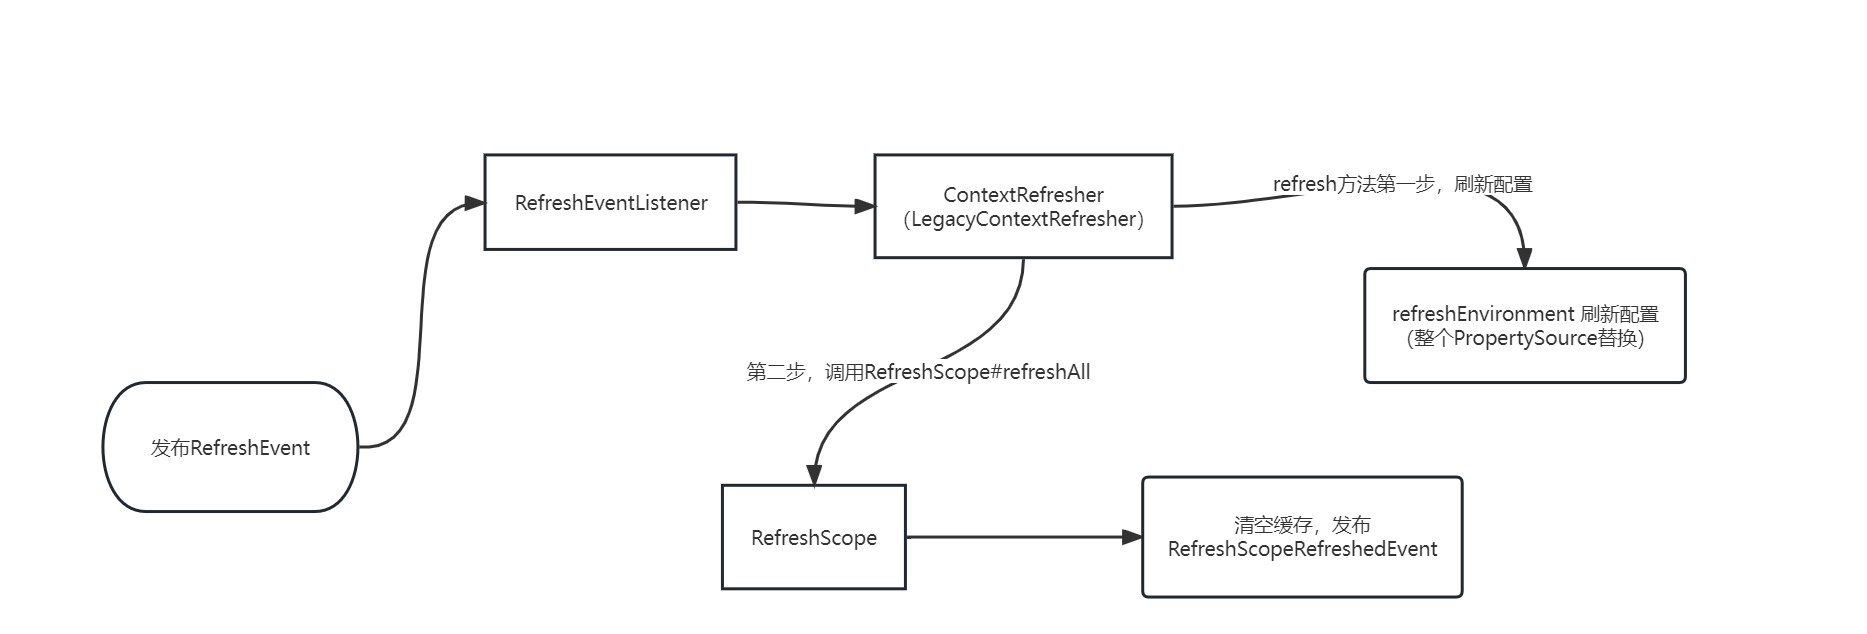 RefreshEventListener
ContextRefresher
（LegacyContextRefresher）
refresh方法第一步，刷新配置
refreshEnvironment 刷新配置
（整个PropertySource替换）
第二步，调用RefreshScope#refreshAll
发布RefreshEvent
RefreshScope
清空缓存，发布
RefreshScopeRefreshedEvent